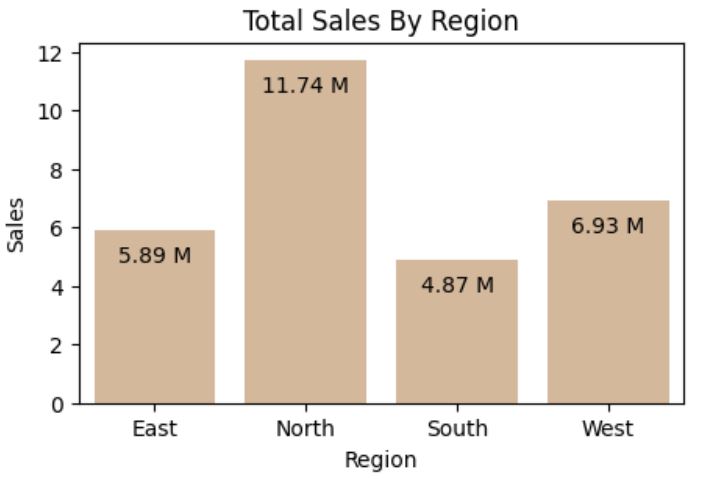 Total Sales By Region
12
10
8
6
4
2
0
Sales
5.89 M
11.74 M
4.87 M
6.93 M
East
North
South
West
Region